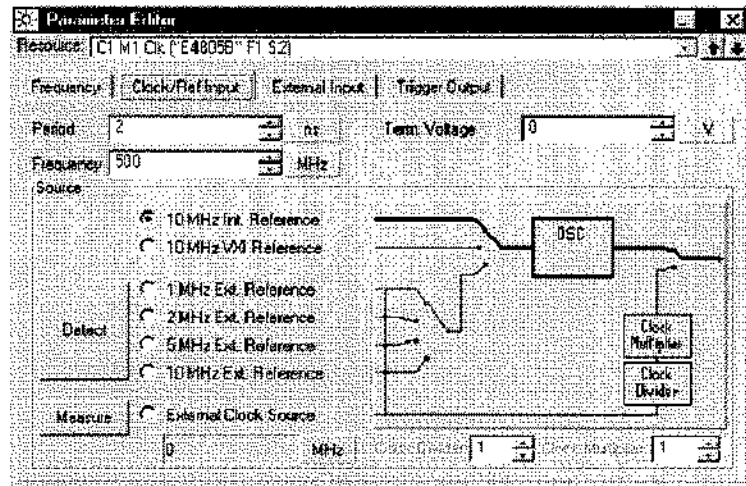 Parameter Editor
Resource: C1 M1 Clk ("E4805B" F1 S2)
Frequency Clock/Ref Input External Input Trigger Output
Period 2 ns Term. Voltage 0 V
Frequency 500 MHz
Source
10 MHz Int. Reference
10 MHz VXI Reference
OSC
1 MHz Ext. Reference
2 MHz Ext. Reference
Detect
5 MHz Ext. Reference
10 MHz Ext. Reference
Clock
Multiplier
Clock
Divider
Measure External Clock Source
0 MHz Clock Divider 1 Clock Multiplier 1